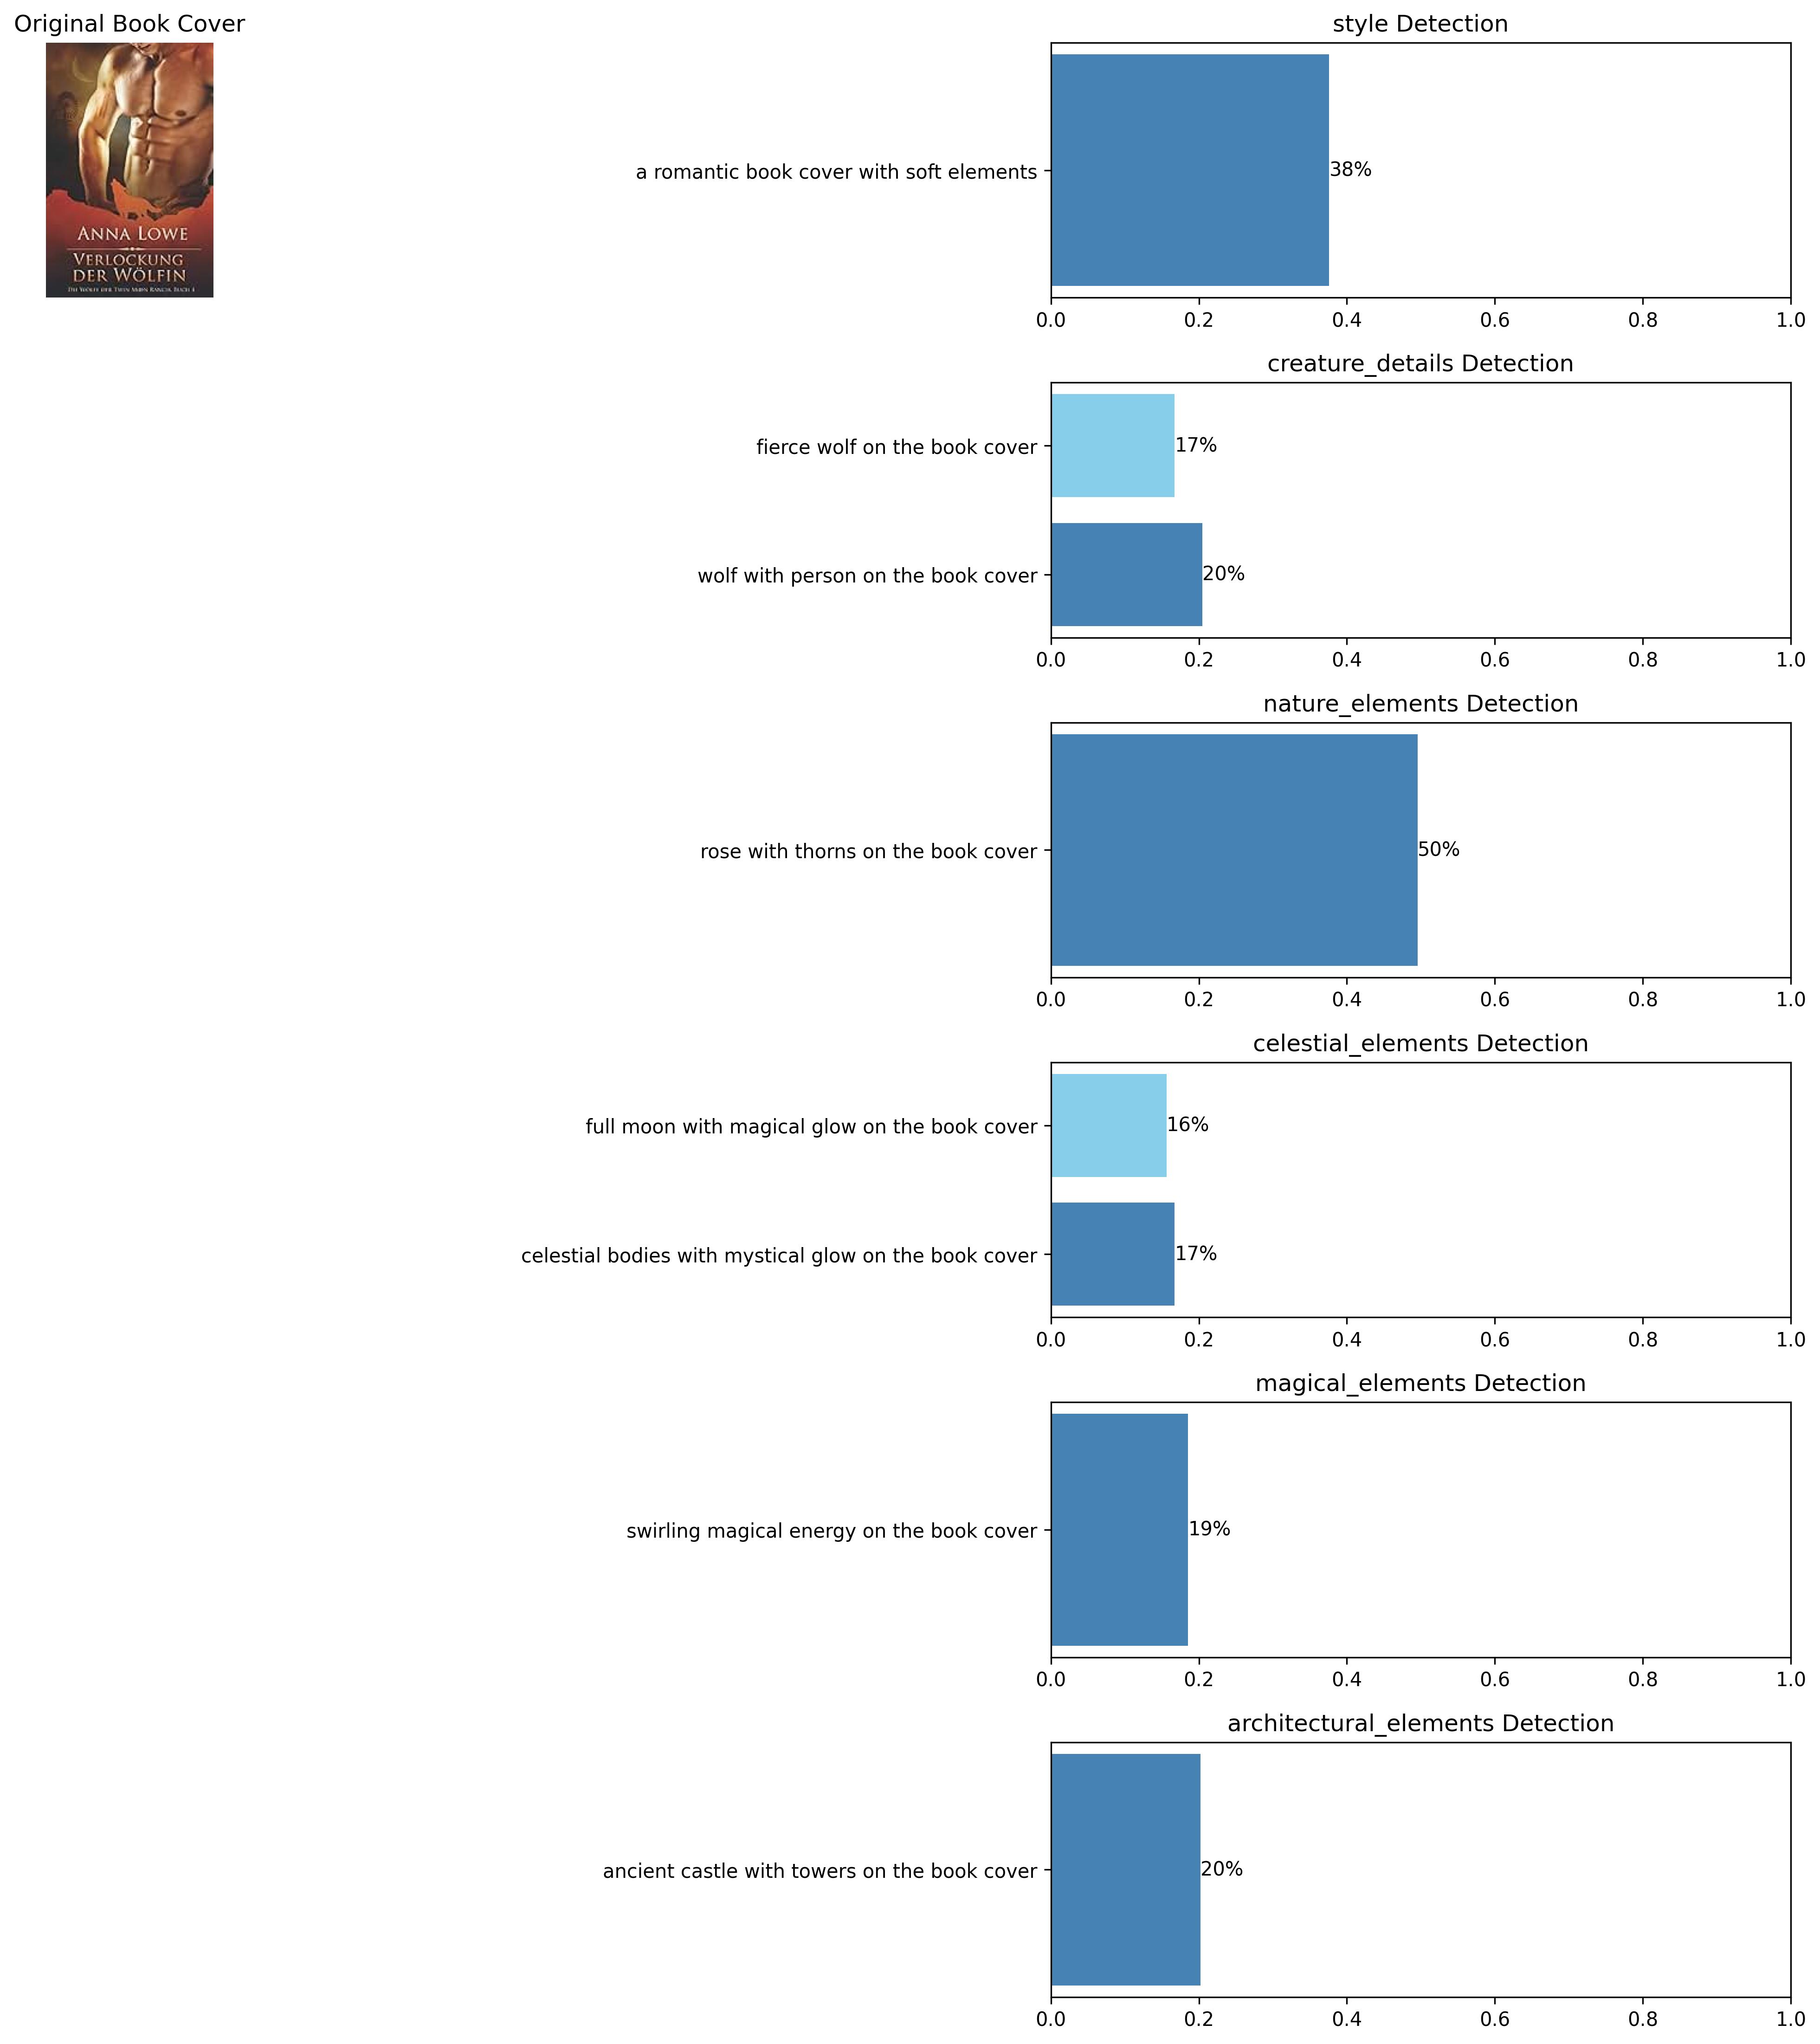 Original Book Cover
ANNA LOWE
VERLOCKUNG
DER WÖLFIN
DIE WÖLFE DER TWIN MOON RANCH, BUCH 4
style Detection
a romantic book cover with soft elements
38%
0.0 0.2 0.4 0.6 0.8 1.0
creature_details Detection
fierce wolf on the book cover
17%
wolf with person on the book cover
20%
0.0 0.2 0.4 0.6 0.8 1.0
nature_elements Detection
rose with thorns on the book cover
50%
0.0 0.2 0.4 0.6 0.8 1.0
celestial_elements Detection
full moon with magical glow on the book cover
16%
celestial bodies with mystical glow on the book cover
17%
0.0 0.2 0.4 0.6 0.8 1.0
magical_elements Detection
swirling magical energy on the book cover
19%
0.0 0.2 0.4 0.6 0.8 1.0
architectural_elements Detection
ancient castle with towers on the book cover
20%
0.0 0.2 0.4 0.6 0.8 1.0